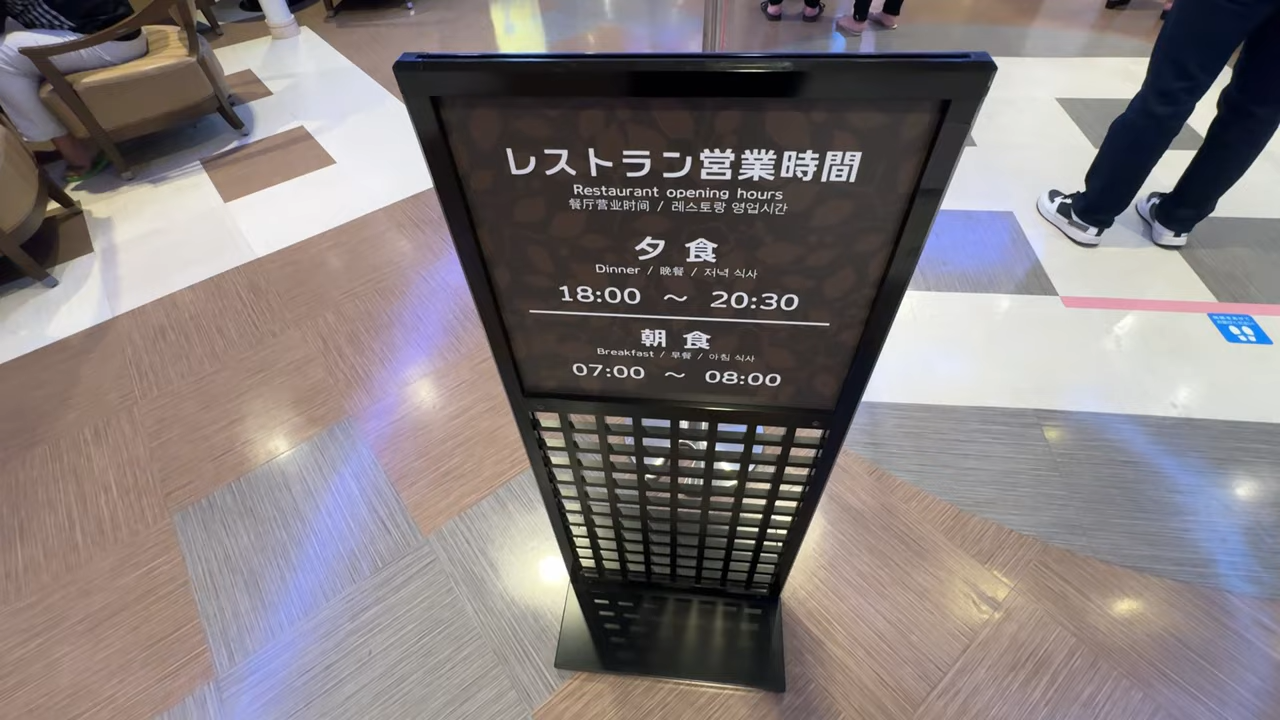 レストラン営業時間
Restaurant opening hours
餐厅营业时间 / 레스토랑 영업시간
夕食
Dinner / 晚餐 / 저녁 식사
18:00 ～ 20:30
朝食
Breakfast / 早餐 / 아침 식사
07:00 ～ 08:00